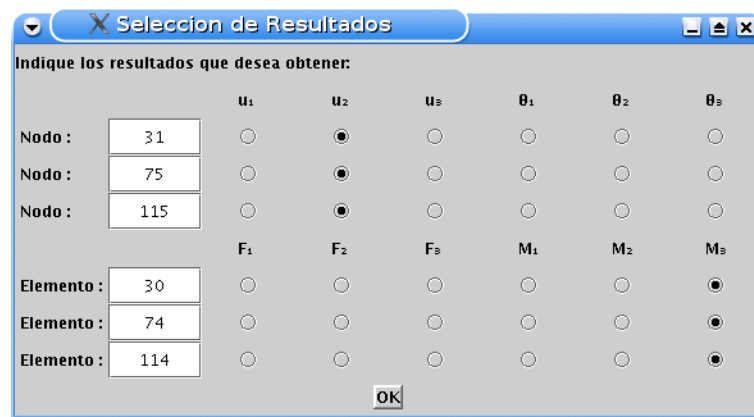 Seleccion de Resultados
Indique los resultados que desea obtener:
u₁ u₂ u₃ θ₁ θ₂ θ₃
Nodo : 31
Nodo : 75
Nodo : 115
F₁ F₂ F₃ M₁ M₂ M₃
Elemento : 30
Elemento : 74
Elemento : 114
OK